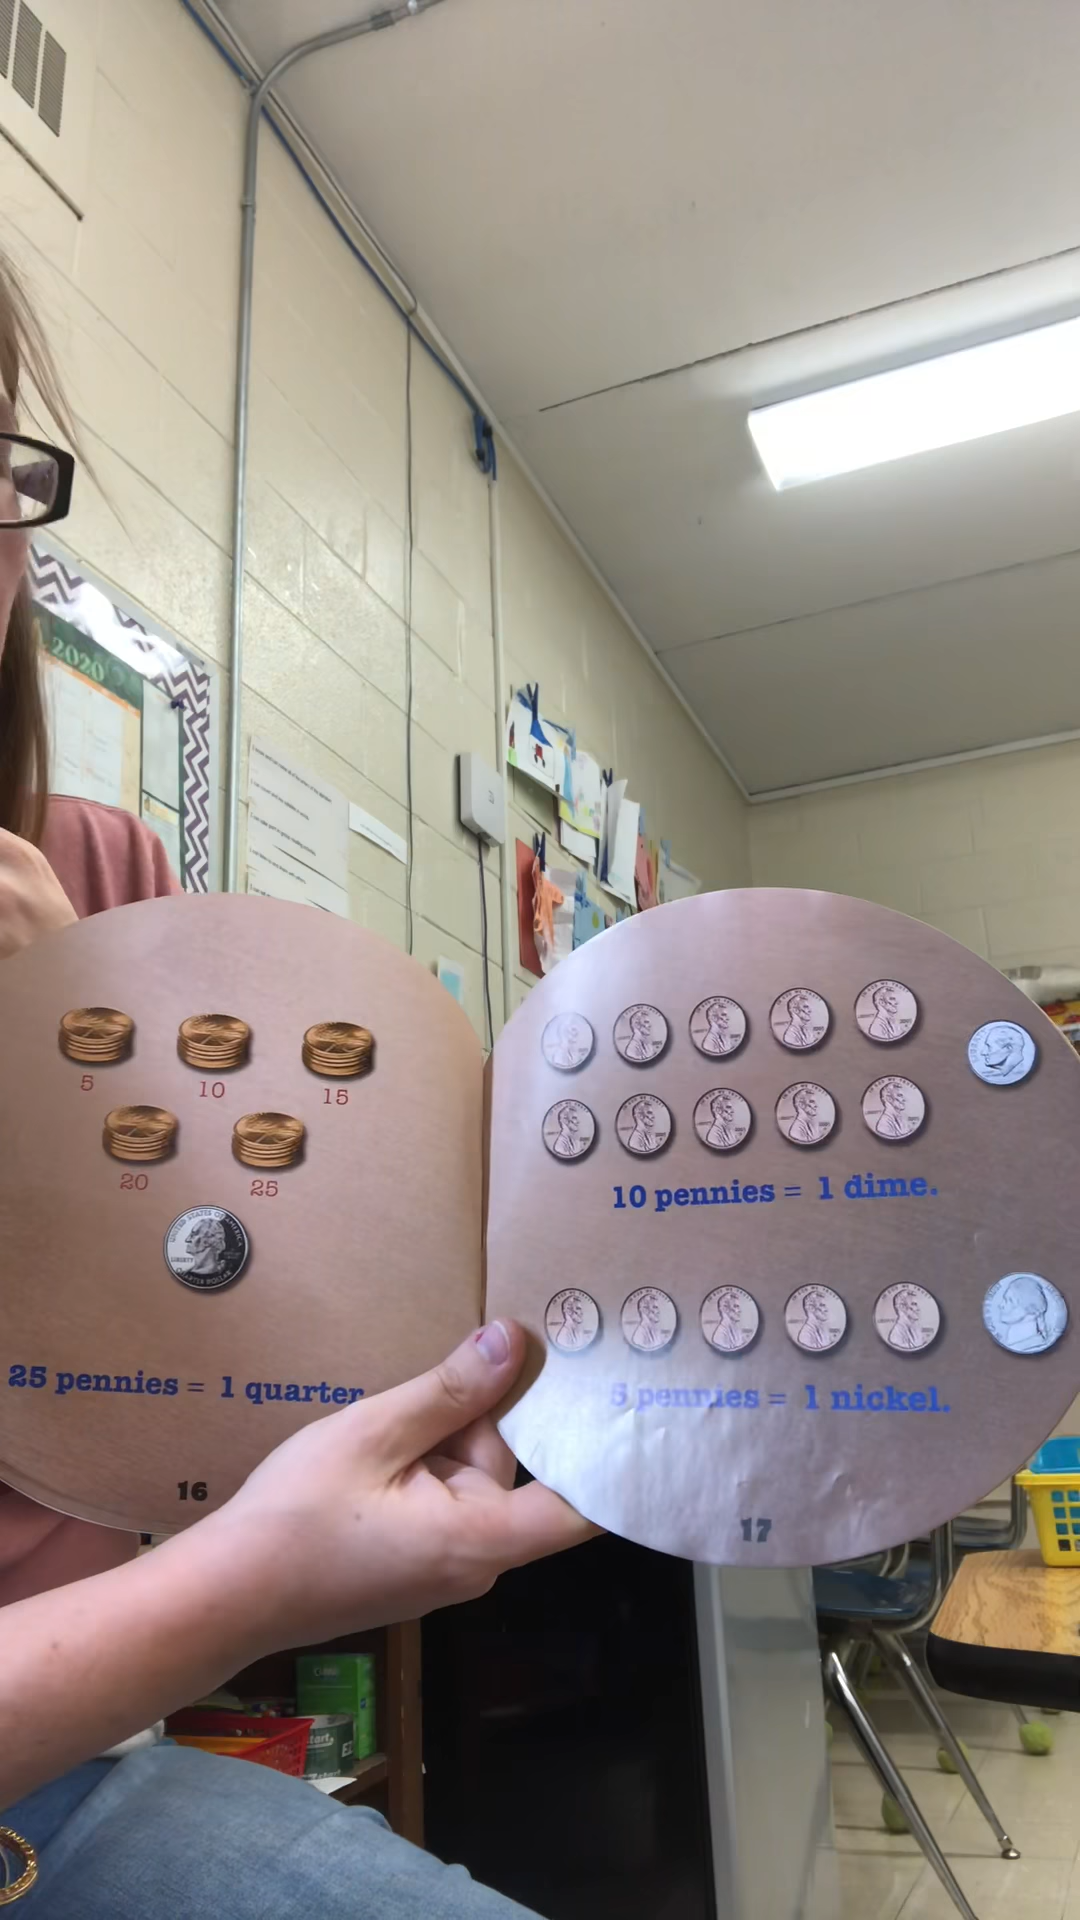 2020
5
10
15
20
25
25 pennies = 1 quarter
16
10 pennies = 1 dime.
5 pennies = 1 nickel.
17